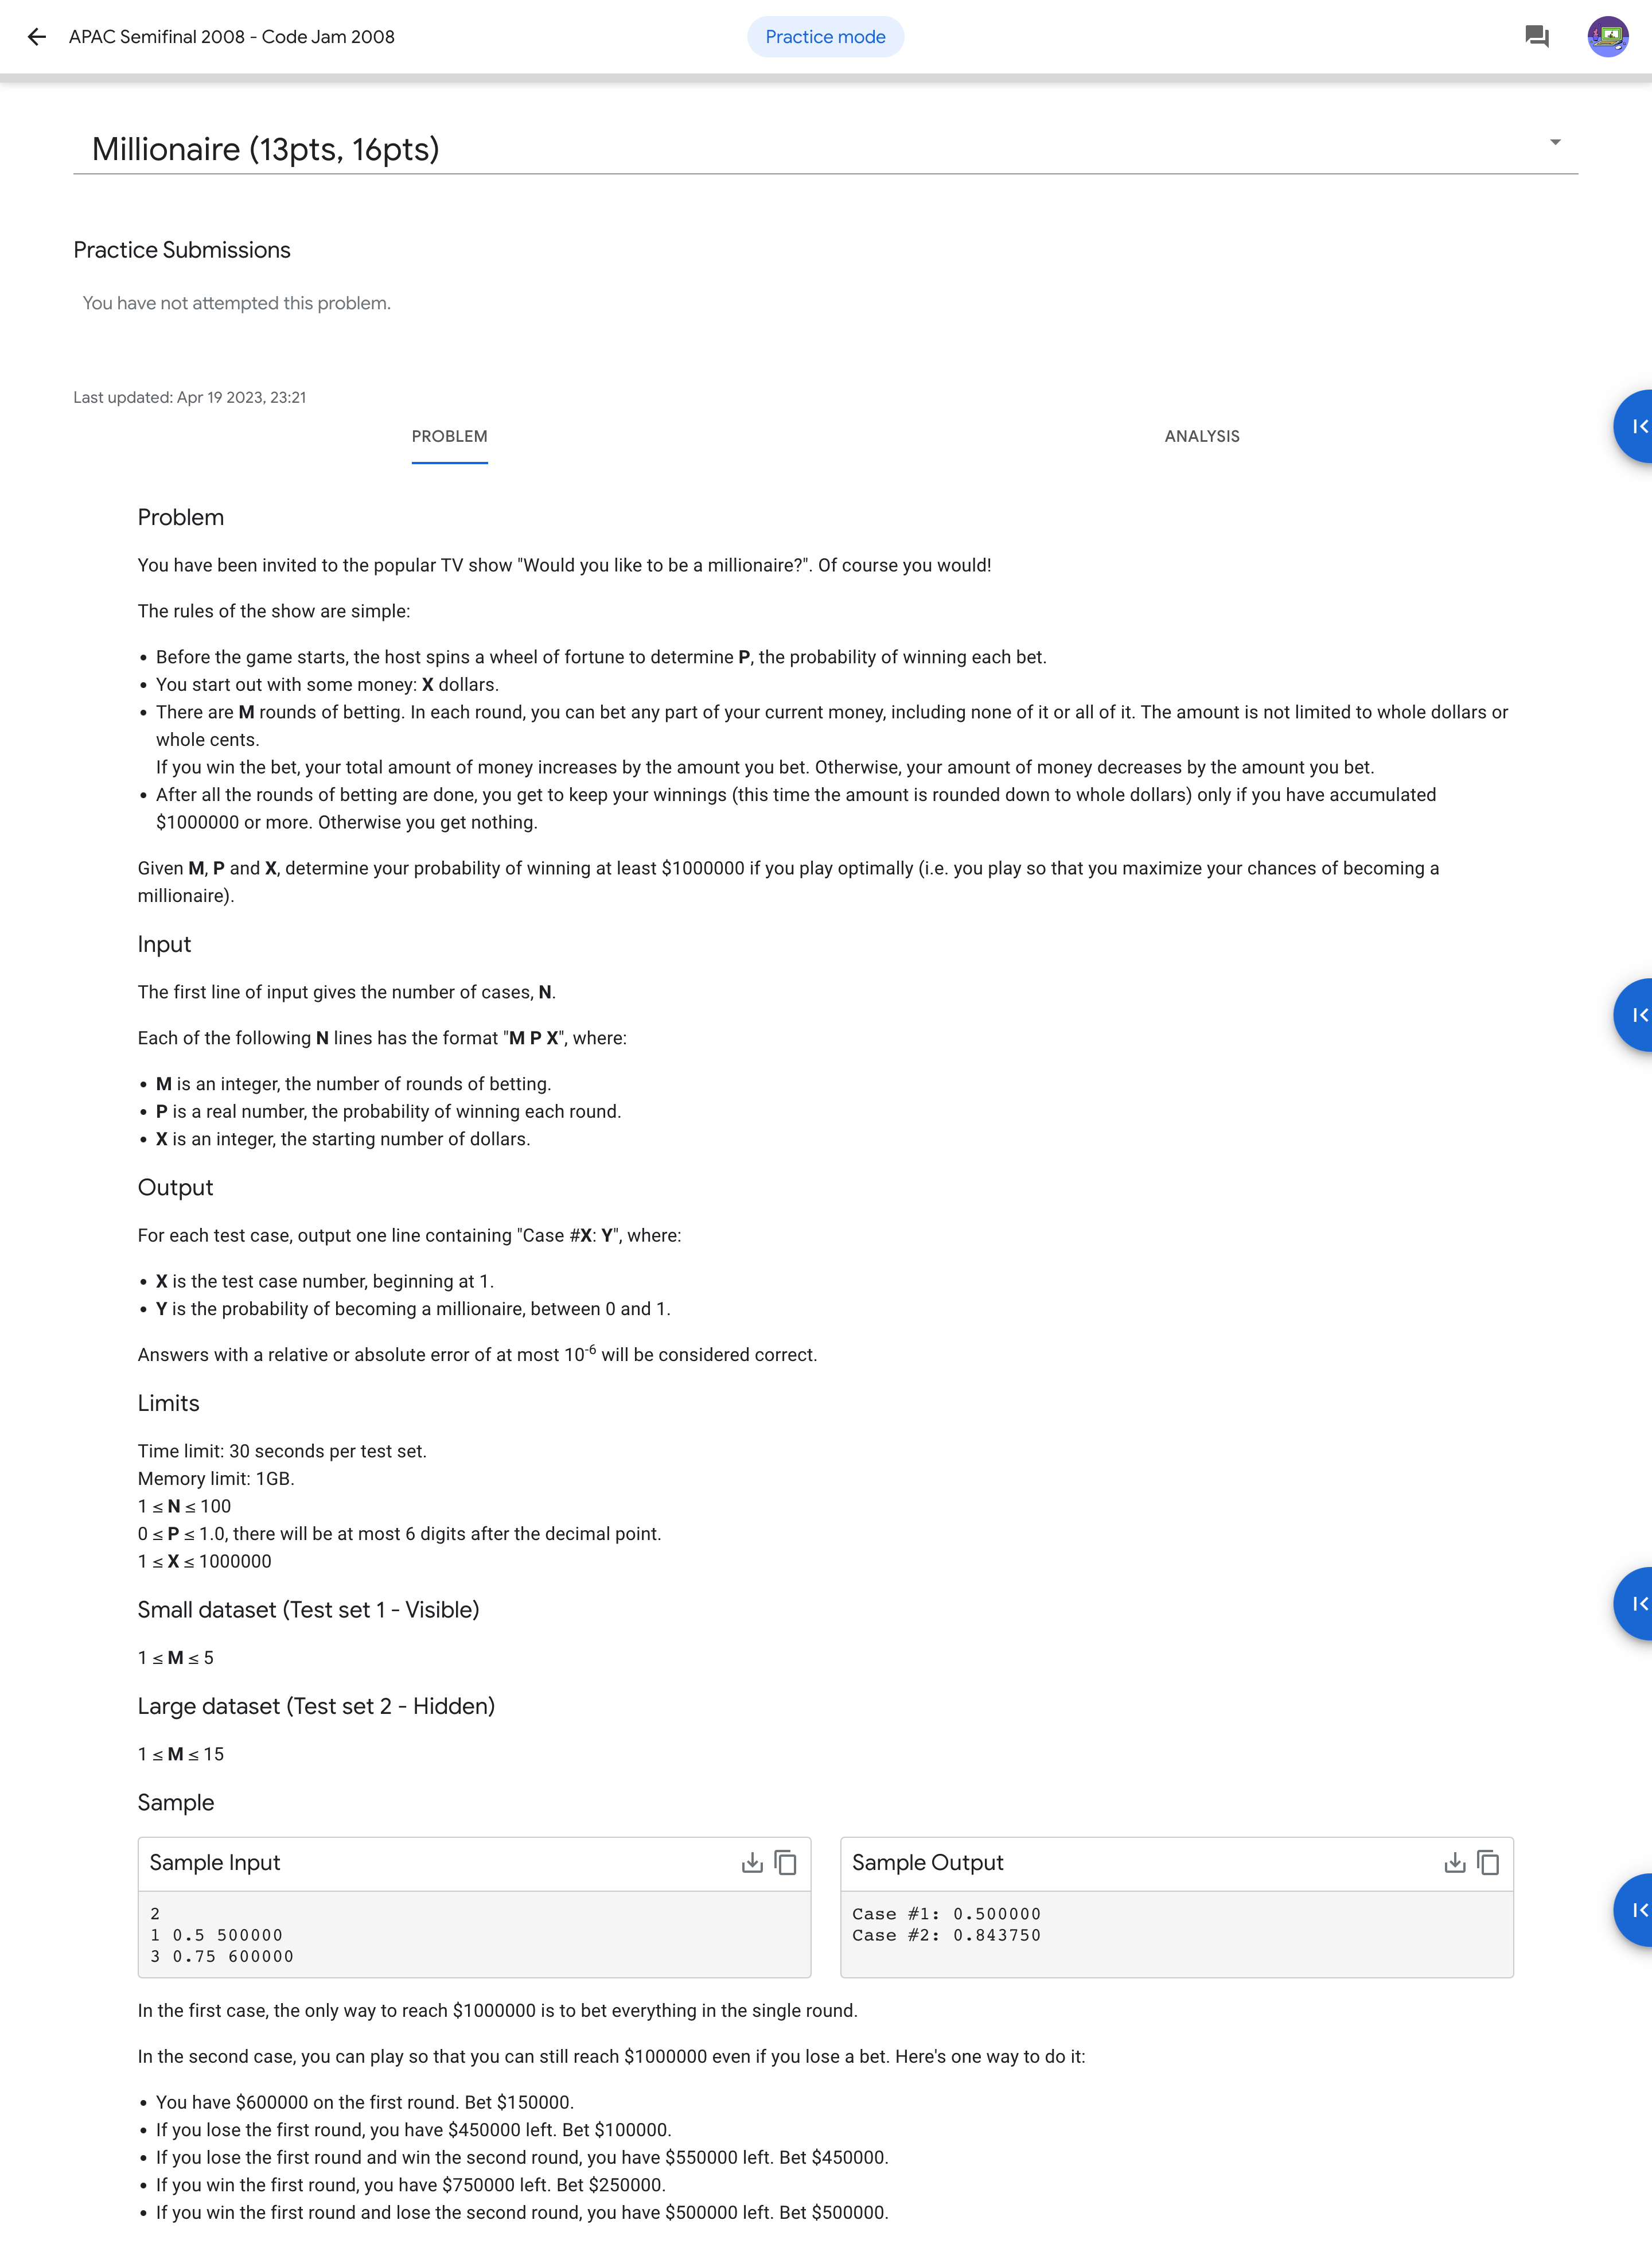 APAC Semifinal 2008 - Code Jam 2008
Practice mode
Millionaire (13pts, 16pts)
Practice Submissions
You have not attempted this problem.
Last updated: Apr 19 2023, 23:21
PROBLEM
ANALYSIS
Problem
You have been invited to the popular TV show "Would you like to be a millionaire?". Of course you would!
The rules of the show are simple:
• Before the game starts, the host spins a wheel of fortune to determine P, the probability of winning each bet.
• You start out with some money: X dollars.
• There are M rounds of betting. In each round, you can bet any part of your current money, including none of it or all of it. The amount is not limited to whole dollars or
whole cents.
If you win the bet, your total amount of money increases by the amount you bet. Otherwise, your amount of money decreases by the amount you bet.
• After all the rounds of betting are done, you get to keep your winnings (this time the amount is rounded down to whole dollars) only if you have accumulated
$1000000 or more. Otherwise you get nothing.
Given M, P and X, determine your probability of winning at least $1000000 if you play optimally (i.e. you play so that you maximize your chances of becoming a
millionaire).
Input
The first line of input gives the number of cases, N.
Each of the following N lines has the format "M P X", where:
• M is an integer, the number of rounds of betting.
• P is a real number, the probability of winning each round.
• X is an integer, the starting number of dollars.
Output
For each test case, output one line containing "Case #X: Y", where:
• X is the test case number, beginning at 1.
• Y is the probability of becoming a millionaire, between 0 and 1.
Answers with a relative or absolute error of at most 10⁻⁶ will be considered correct.
Limits
Time limit: 30 seconds per test set.
Memory limit: 1GB.
1 ≤ N ≤ 100
0 ≤ P ≤ 1.0, there will be at most 6 digits after the decimal point.
1 ≤ X ≤ 1000000
Small dataset (Test set 1 - Visible)
1 ≤ M ≤ 5
Large dataset (Test set 2 - Hidden)
1 ≤ M ≤ 15
Sample
Sample Input
2
1 0.5 500000
3 0.75 600000
Sample Output
Case #1: 0.500000
Case #2: 0.843750
In the first case, the only way to reach $1000000 is to bet everything in the single round.
In the second case, you can play so that you can still reach $1000000 even if you lose a bet. Here's one way to do it:
• You have $600000 on the first round. Bet $150000.
• If you lose the first round, you have $450000 left. Bet $100000.
• If you lose the first round and win the second round, you have $550000 left. Bet $450000.
• If you win the first round, you have $750000 left. Bet $250000.
• If you win the first round and lose the second round, you have $500000 left. Bet $500000.